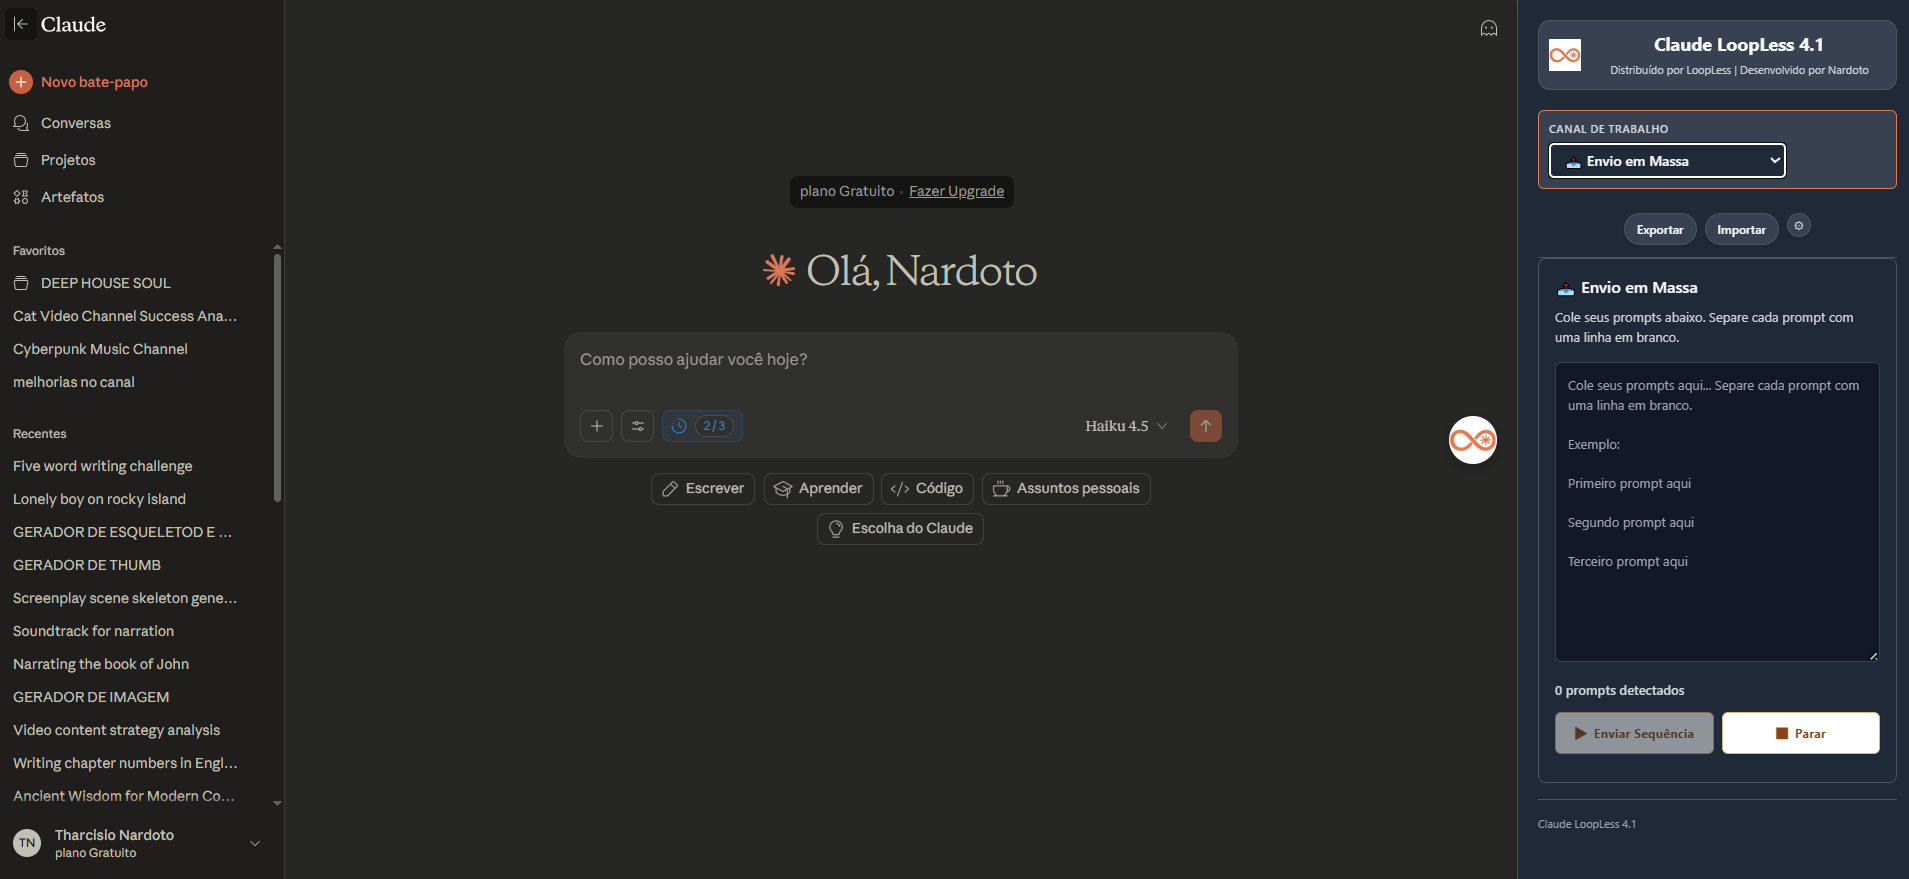 Claude
Novo bate-papo
Conversas
Projetos
Artefatos
Favoritos
DEEP HOUSE SOUL
Cat Video Channel Success Ana...
Cyberpunk Music Channel
melhorias no canal
Recentes
Five word writing challenge
Lonely boy on rocky island
GERADOR DE ESQUELETOD E ...
GERADOR DE THUMB
Screenplay scene skeleton gene...
Soundtrack for narration
Narrating the book of John
GERADOR DE IMAGEM
Video content strategy analysis
Writing chapter numbers in Engl...
Ancient Wisdom for Modern Co...
TN
Tharcisio Nardoto
plano Gratuito
plano Gratuito · Fazer Upgrade
Olá, Nardoto
Como posso ajudar você hoje?
2/3
Haiku 4.5
Escrever
Aprender
Código
Assuntos pessoais
Escolha do Claude
Claude LoopLess 4.1
Distribuído por LoopLess | Desenvolvido por Nardoto
CANAL DE TRABALHO
Envio em Massa
Exportar
Importar
Envio em Massa
Cole seus prompts abaixo. Separe cada prompt com
uma linha em branco.
Cole seus prompts aqui... Separe cada prompt com
uma linha em branco.
Exemplo:
Primeiro prompt aqui
Segundo prompt aqui
Terceiro prompt aqui
0 prompts detectados
Enviar Sequência
Parar
Claude LoopLess 4.1